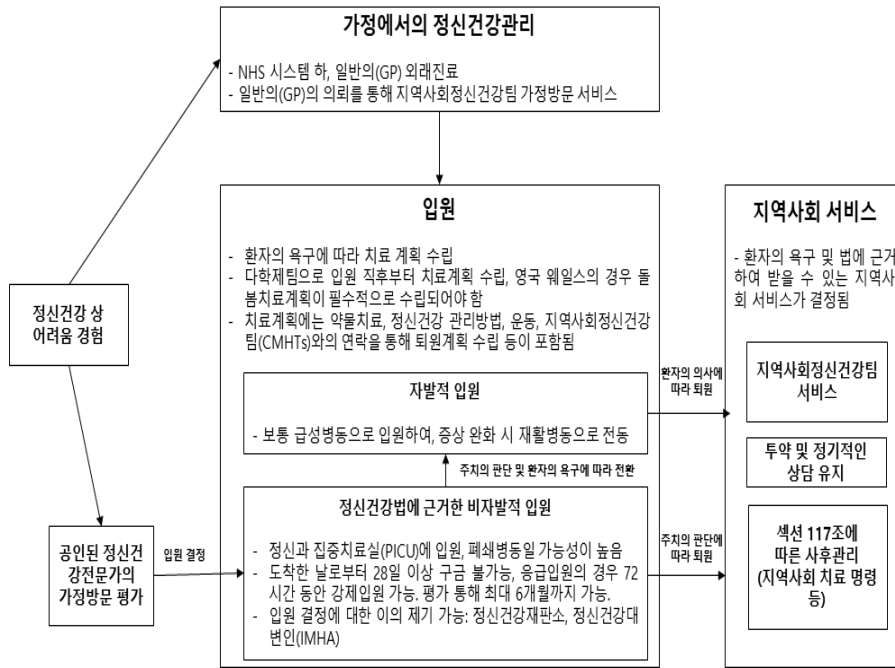 가정에서의 정신건강관리
- NHS 시스템 하, 일반의(GP) 외래진료
- 일반의(GP)의 의뢰를 통해 지역사회정신건강팀 가정방문 서비스
정신건강 상
어려움 경험
공인된 정신건
강전문가의
가정방문 평가
입원 결정
입원
- 환자의 욕구에 따라 치료 계획 수립
- 다학제팀으로 입원 직후부터 치료계획 수립, 영국 웨일스의 경우 돌
봄치료계획이 필수적으로 수립되어야 함
- 치료계획에는 약물치료, 정신건강 관리방법, 운동, 지역사회정신건강
팀(CMHTs)와의 연락을 통해 퇴원계획 수립 등이 포함됨
자발적 입원
- 보통 급성병동으로 입원하여, 증상 완화 시 재활병동으로 전동
주치의 판단 및 환자의 욕구에 따라 전환
정신건강법에 근거한 비자발적 입원
- 정신과 집중치료실(PICU)에 입원, 폐쇄병동일 가능성이 높음
- 도착한 날로부터 28일 이상 구금 불가능, 응급입원의 경우 72
시간 동안 강제입원 가능. 평가 통해 최대 6개월까지 가능.
- 입원 결정에 대한 이의 제기 가능: 정신건강재판소, 정신건강대
변인(IMHA)
환자의 의사에
따라 퇴원
주치의 판단에
따라 퇴원
지역사회 서비스
- 환자의 욕구 및 법에 근거
하여 받을 수 있는 지역사
회 서비스가 결정됨
지역사회정신건강팀
서비스
투약 및 정기적인
상담 유지
섹션 117조에
따른 사후관리
(지역사회 치료 명령
등)